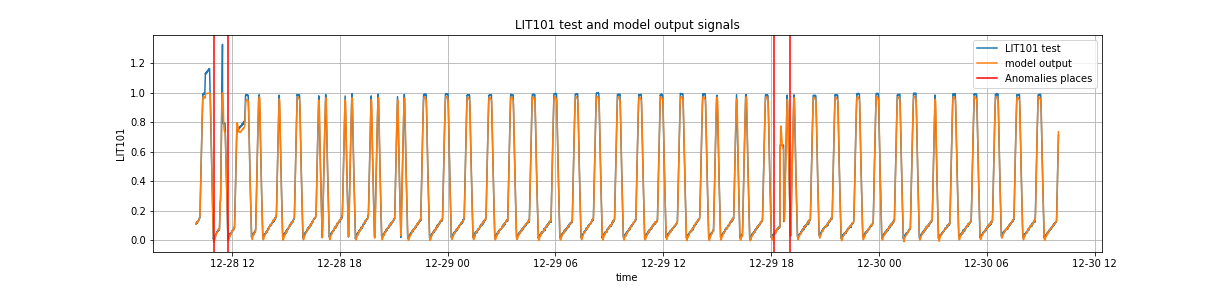 LIT101 test and model output signals
LIT101 test
model output
Anomalies places
LIT101
1.2
1.0
0.8
0.6
0.4
0.2
0.0
12-28 12
12-28 18
12-29 00
12-29 06
12-29 12
12-29 18
12-30 00
12-30 06
12-30 12
time